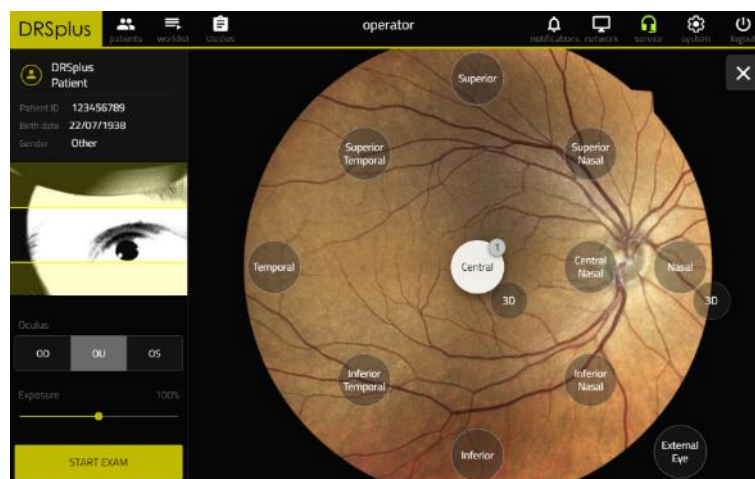 DRSplus
patients
worklist
studies
operator
notifications
network
service
system
logout
DRSplus
Patient
Patient ID 123456789
Birth date 22/07/1938
Gender Other
Oculus
OD OU OS
Exposure 100%
START EXAM
Superior
Superior
Temporal
Superior
Nasal
Temporal
Central
1
3D
Central
Nasal
Nasal
3D
Inferior
Temporal
Inferior
Nasal
Inferior
External
Eye